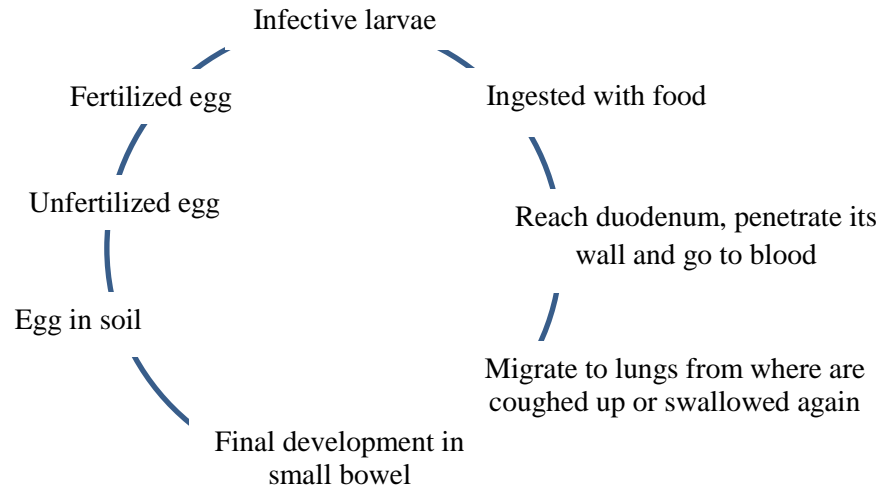 Infective larvae
Ingested with food
Reach duodenum, penetrate its
wall and go to blood
Migrate to lungs from where are
coughed up or swallowed again
Final development in
small bowel
Egg in soil
Unfertilized egg
Fertilized egg